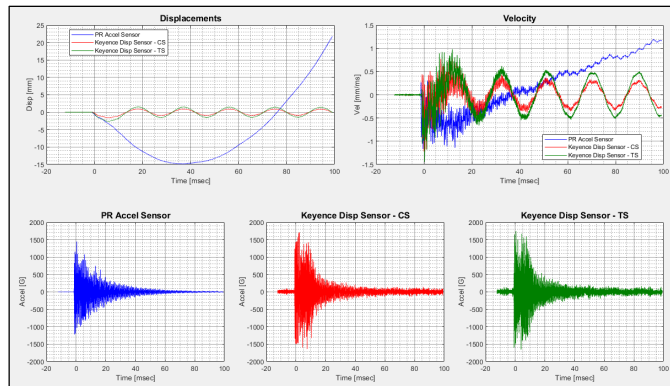 Displacements
25
20
15
10
5
0
-5
-10
-15
Disp [mm]
PR Accel Sensor
Keyence Disp Sensor - CS
Keyence Disp Sensor - TS
-20 0 20 40 60 80 100
Time [msec]
Velocity
1.5
1
0.5
0
-0.5
-1
-1.5
Vel [nm/ms]
PR Accel Sensor
Keyence Disp Sensor - CS
Keyence Disp Sensor - TS
-20 0 20 40 60 80 100
Time [msec]
PR Accel Sensor
2000
1500
1000
500
0
-500
-1000
-1500
-2000
Accel [G]
-20 0 20 40 60 80 100
Time [msec]
Keyence Disp Sensor - CS
2000
1500
1000
500
0
-500
-1000
-1500
-2000
Accel [G]
-20 0 20 40 60 80 100
Time [msec]
Keyence Disp Sensor - TS
2000
1500
1000
500
0
-500
-1000
-1500
-2000
Accel [G]
-20 0 20 40 60 80 100
Time [msec]